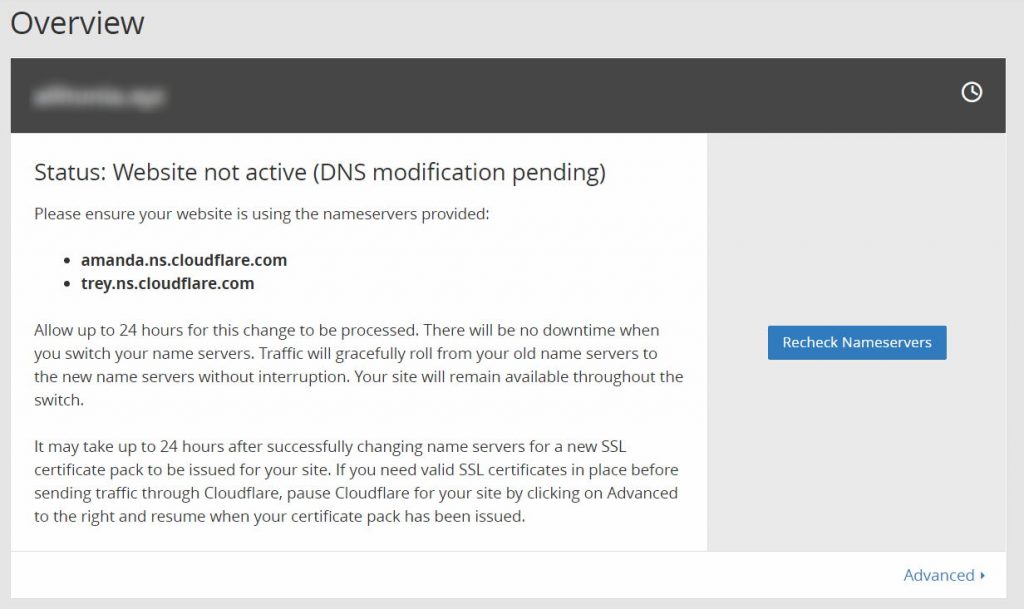 Overview
Status: Website not active (DNS modification pending)
Please ensure your website is using the nameservers provided:
• amanda.ns.cloudflare.com
• trey.ns.cloudflare.com
Allow up to 24 hours for this change to be processed. There will be no downtime when
you switch your name servers. Traffic will gracefully roll from your old name servers to
the new name servers without interruption. Your site will remain available throughout the
switch.
Recheck Nameservers
It may take up to 24 hours after successfully changing name servers for a new SSL
certificate pack to be issued for your site. If you need valid SSL certificates in place before
sending traffic through Cloudflare, pause Cloudflare for your site by clicking on Advanced
to the right and resume when your certificate pack has been issued.
Advanced